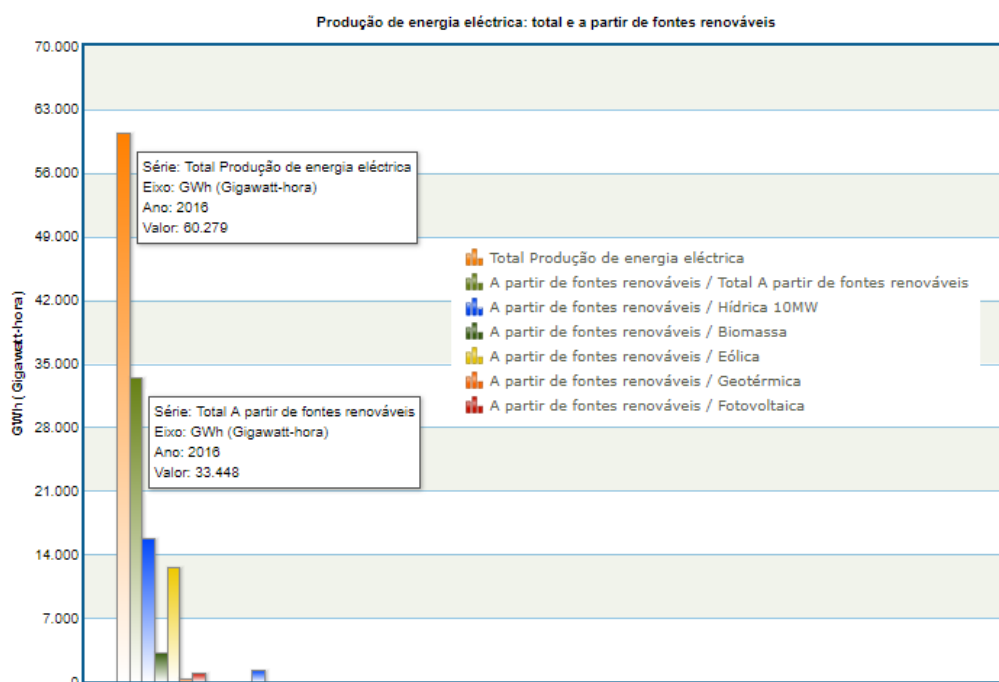 Produção de energia eléctrica: total e a partir de fontes renováveis
70.000
63.000
56.000
49.000
42.000
35.000
28.000
21.000
14.000
7.000
0
GWh (Gigawatt-hora)
Série: Total Produção de energia eléctrica
Eixo: GWh (Gigawatt-hora)
Ano: 2016
Valor: 60.279
Série: Total A partir de fontes renováveis
Eixo: GWh (Gigawatt-hora)
Ano: 2016
Valor: 33.448
Total Produção de energia eléctrica
A partir de fontes renováveis / Total A partir de fontes renováveis
A partir de fontes renováveis / Hídrica 10MW
A partir de fontes renováveis / Biomassa
A partir de fontes renováveis / Eólica
A partir de fontes renováveis / Geotérmica
A partir de fontes renováveis / Fotovoltaica